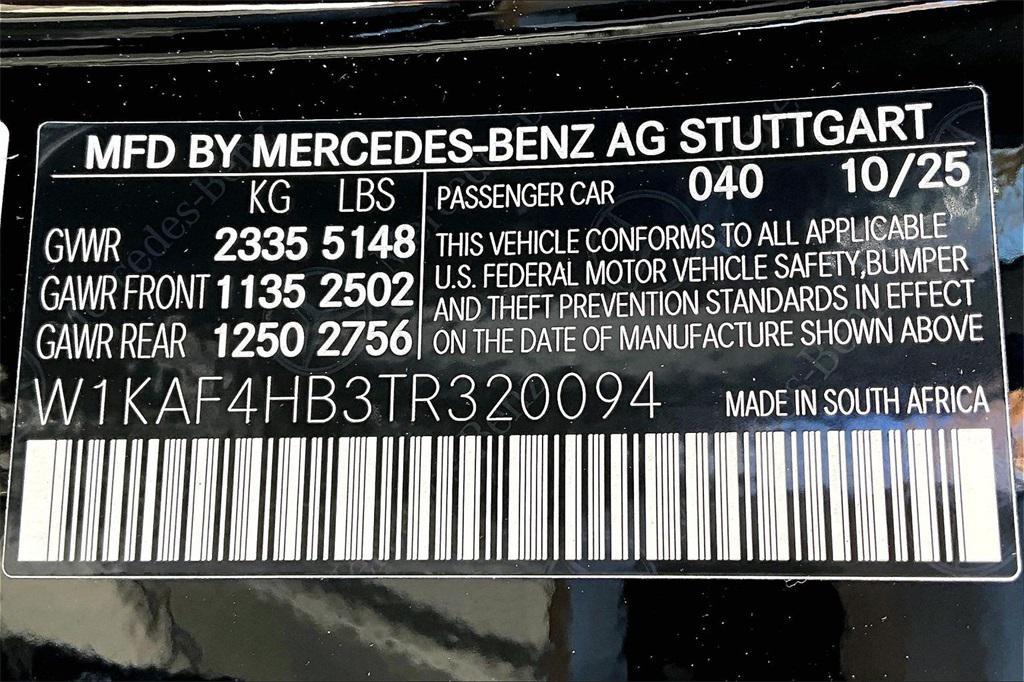 MFD BY MERCEDES-BENZ AG STUTTGART
KG LBS
GVWR 2335 5148
GAWR FRONT 1135 2502
GAWR REAR 1250 2756
PASSENGER CAR 040 10/25
THIS VEHICLE CONFORMS TO ALL APPLICABLE
U.S. FEDERAL MOTOR VEHICLE SAFETY, BUMPER
AND THEFT PREVENTION STANDARDS IN EFFECT
ON THE DATE OF MANUFACTURE SHOWN ABOVE
W1KAF4HB3TR320094 MADE IN SOUTH AFRICA